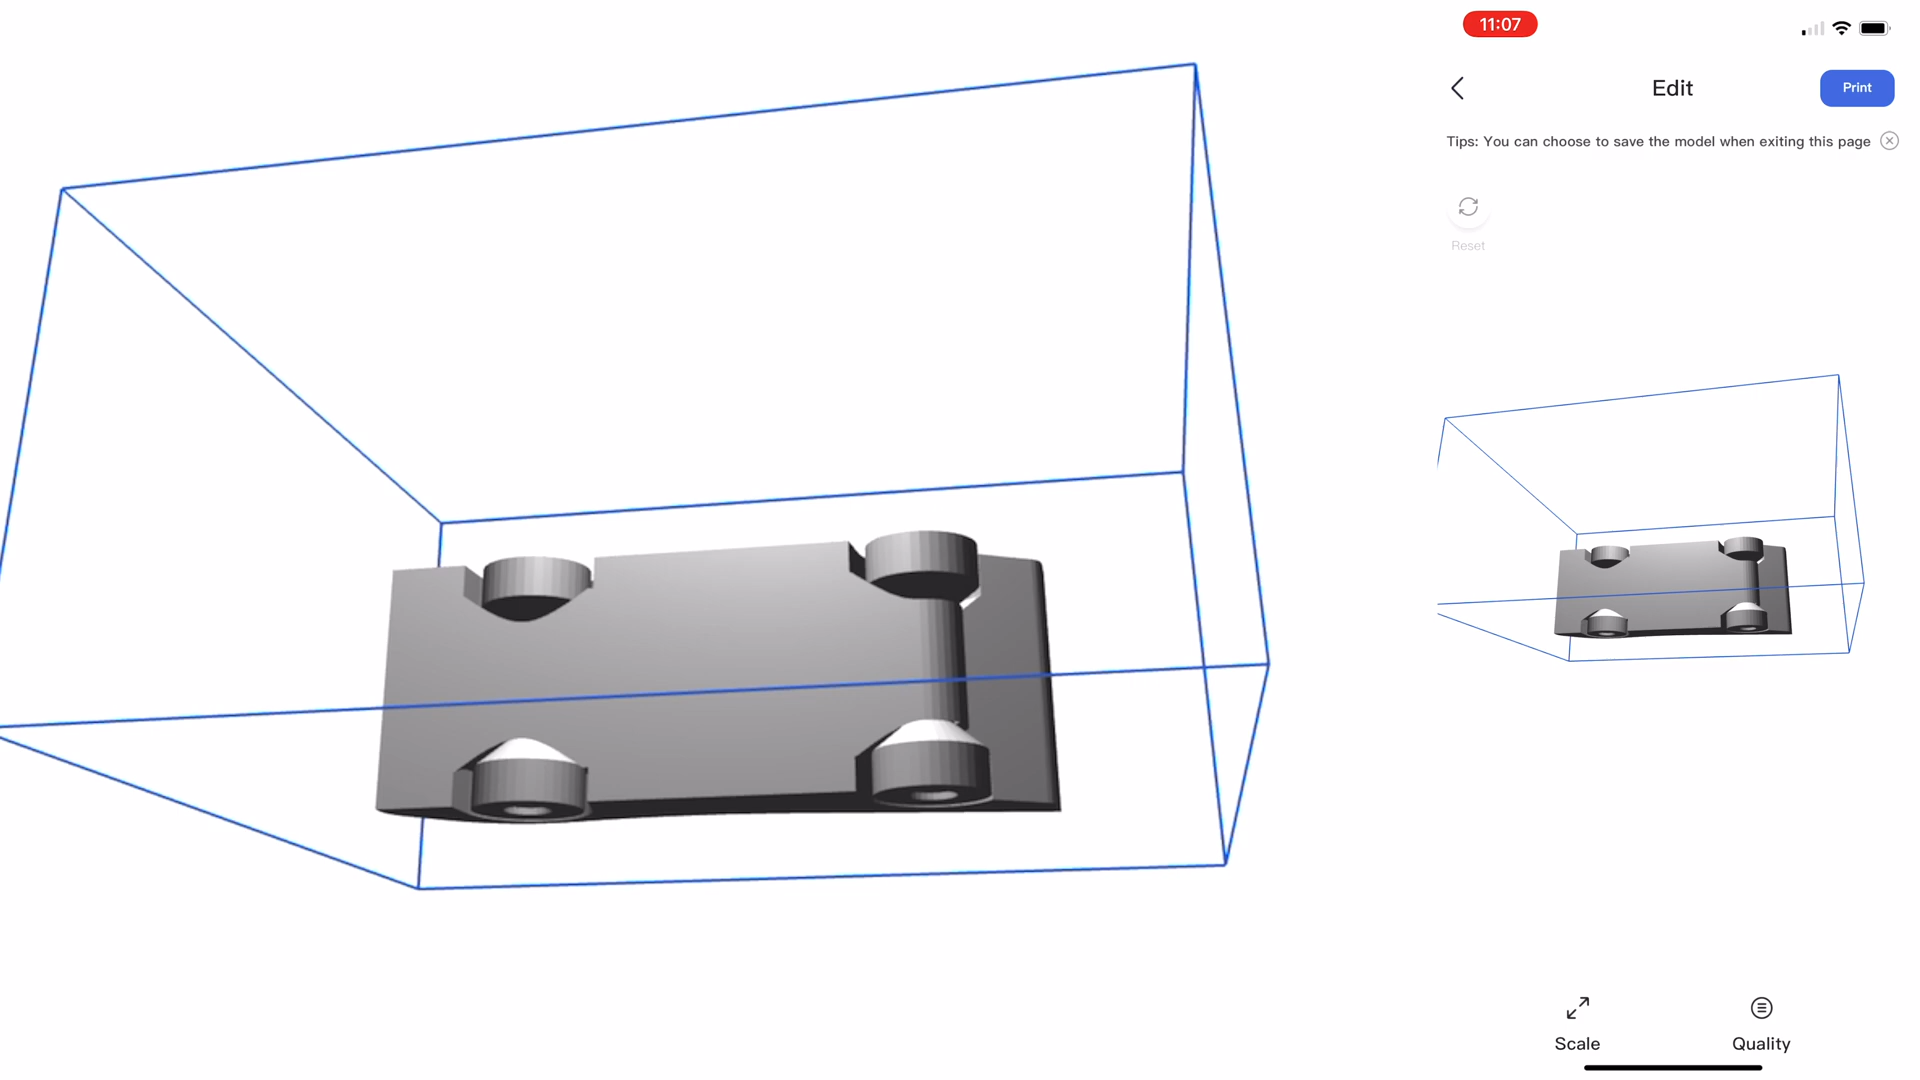 11:07
Edit
Print
Tips: You can choose to save the model when exiting this page
Reset
Scale
Quality